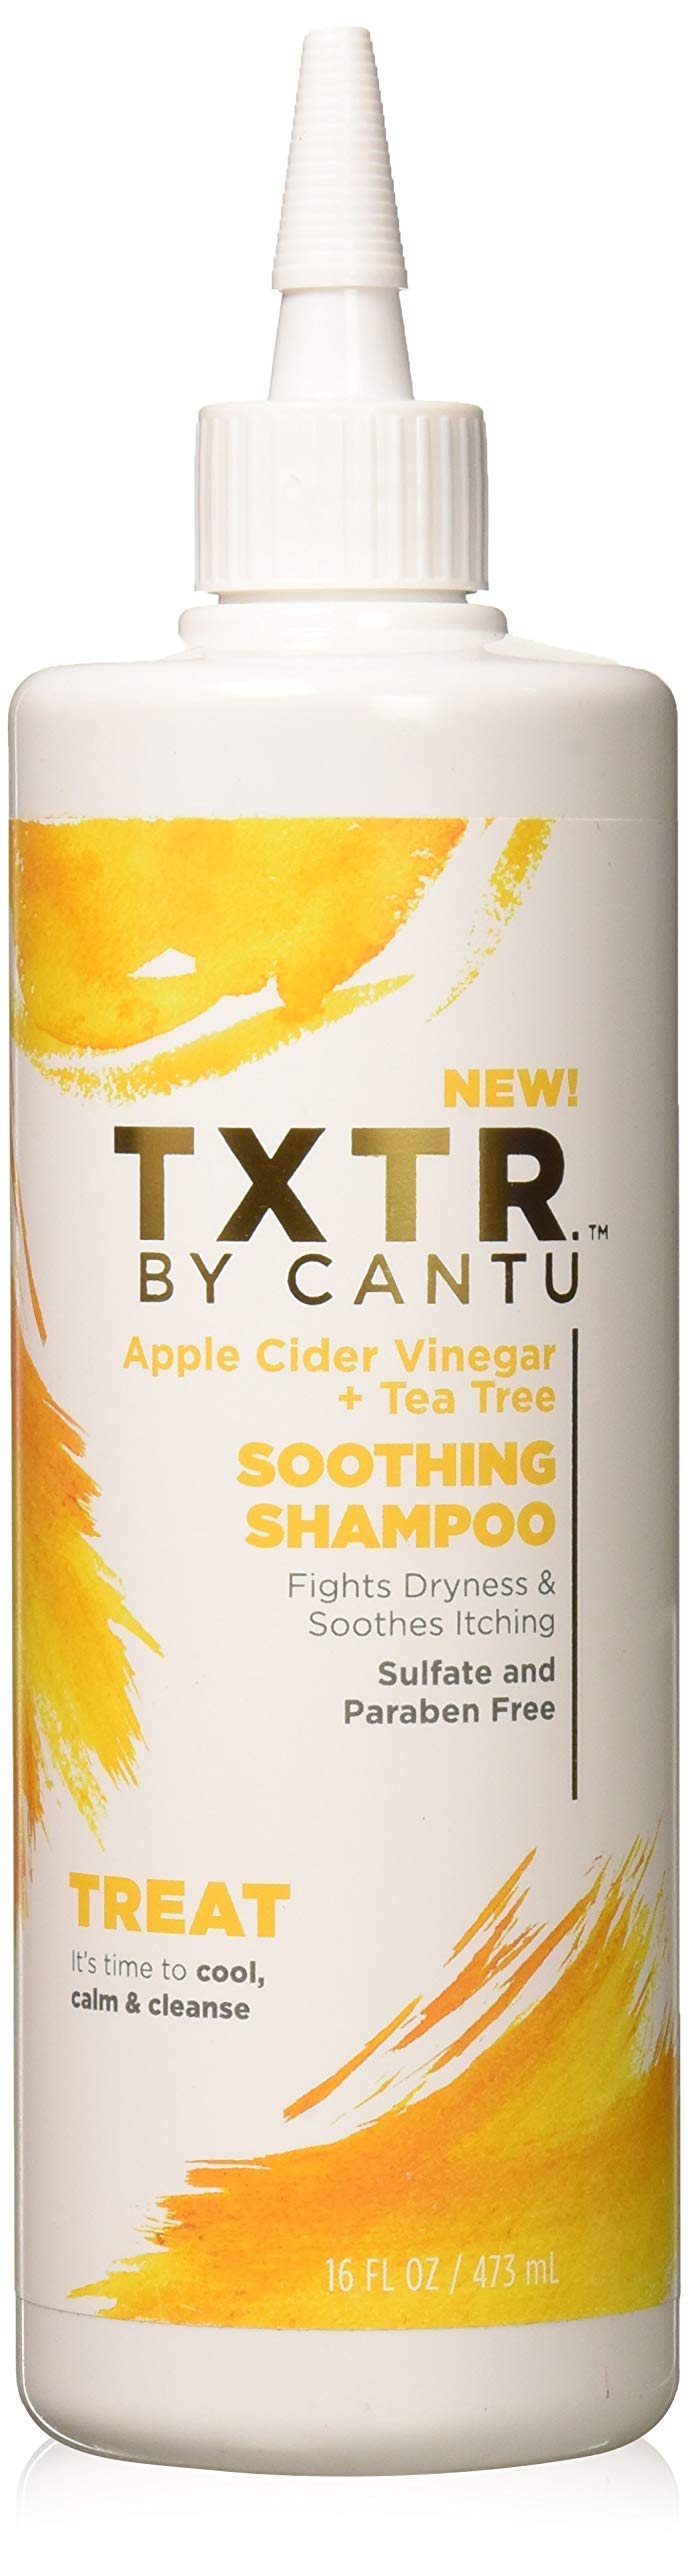 NEW!
TXTR.™
BY CANTU
Apple Cider Vinegar
+ Tea Tree
SOOTHING
SHAMPOO
Fights Dryness &
Soothes Itching
Sulfate and
Paraben Free
TREAT
It's time to cool,
calm & cleanse
16 FL OZ / 473 mL